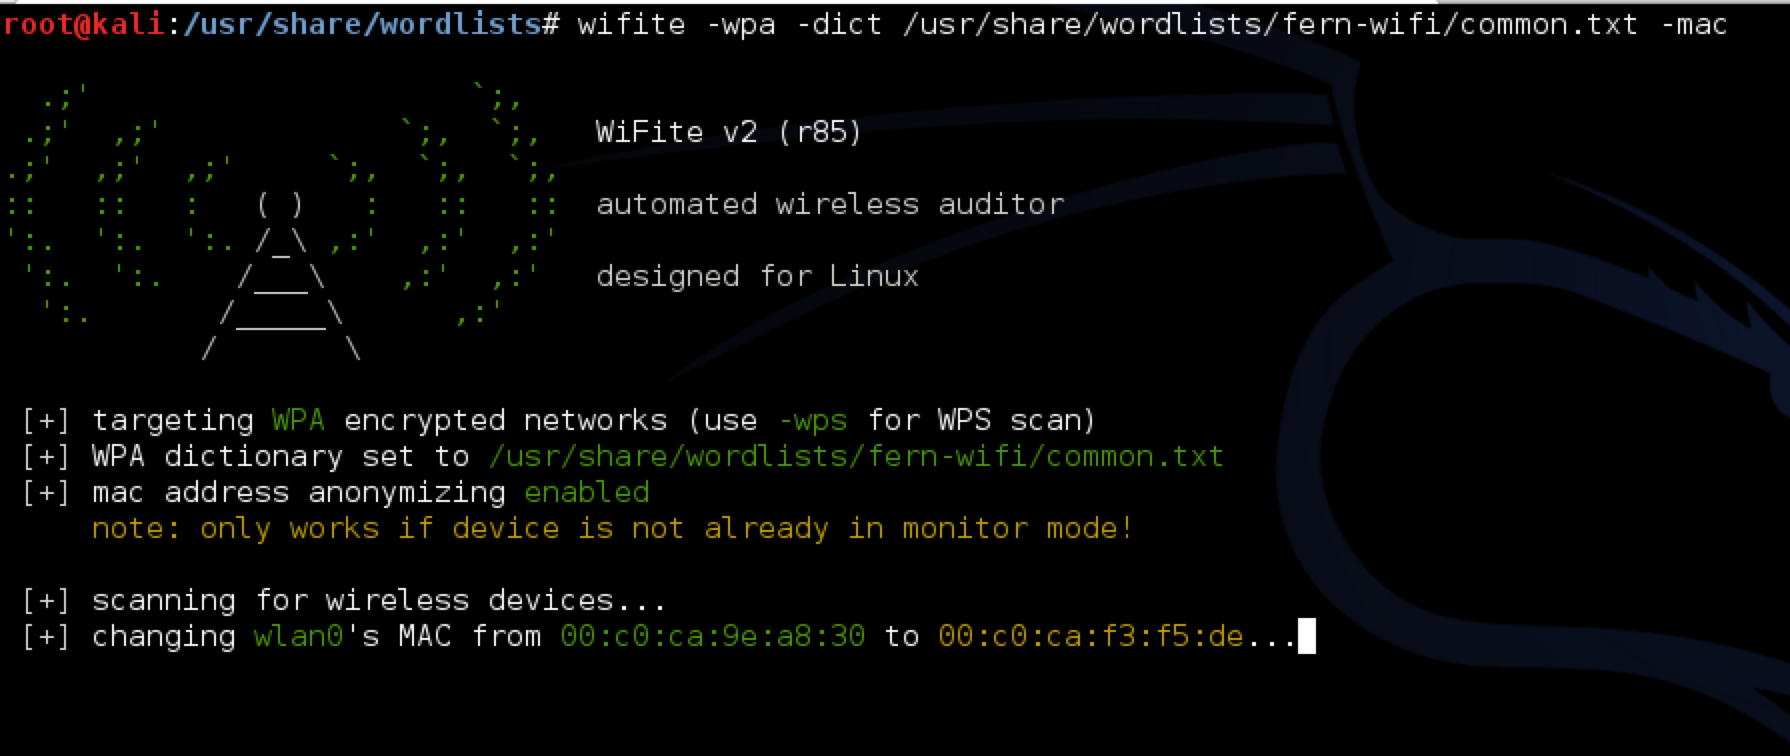 root@kali:/usr/share/wordlists# wifite -wpa -dict /usr/share/wordlists/fern-wifi/common.txt -mac
WiFite v2 (r85)
automated wireless auditor
designed for Linux
[+] targeting WPA encrypted networks (use -wps for WPS scan)
[+] WPA dictionary set to /usr/share/wordlists/fern-wifi/common.txt
[+] mac address anonymizing enabled
note: only works if device is not already in monitor mode!
[+] scanning for wireless devices...
[+] changing wlan0's MAC from 00:c0:ca:9e:a8:30 to 00:c0:ca:f3:f5:de...